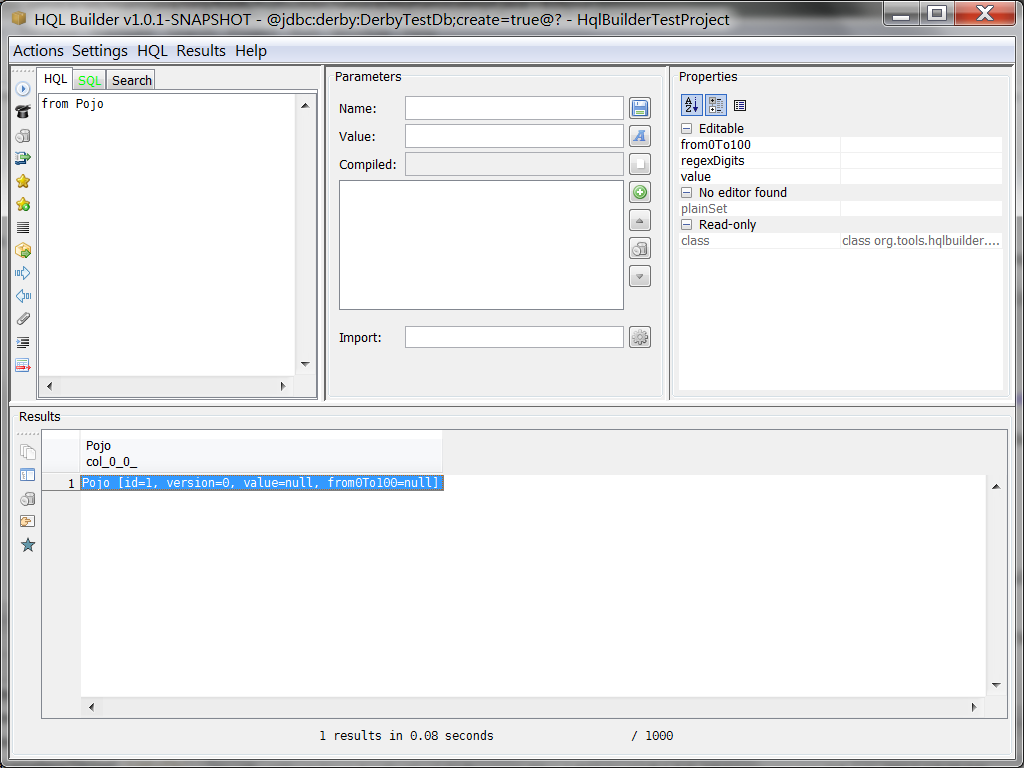 HQL Builder v1.0.1-SNAPSHOT - @jdbc:derby:DerbyTestDb;create=true@? - HqlBuilderTestProject
Actions Settings HQL Results Help
HQL SQL Search
from Pojo
Parameters
Name:
Value:
Compiled:
Import:
Properties
Editable
from0To100
regexDigits
value
No editor found
plainSet
Read-only
class class org.tools.hqlbuilder....
Results
Pojo
col_0_0_
1 Pojo [id=1, version=0, value=null, from0To100=null]
1 results in 0.08 seconds / 1000